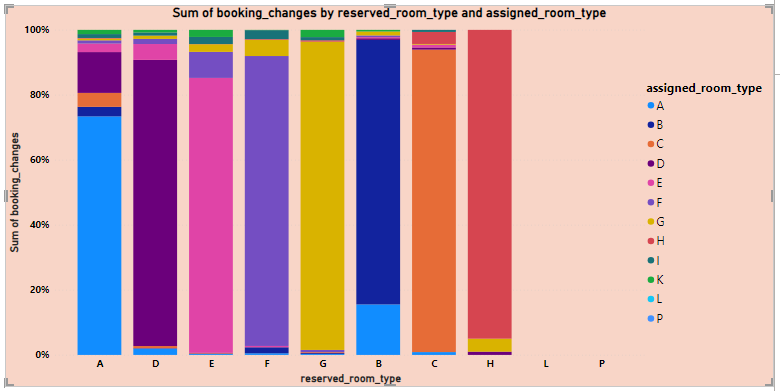 Sum of booking_changes by reserved_room_type and assigned_room_type
100%
80%
60%
40%
20%
0%
Sum of booking_changes
A
D
E
F
G
B
C
H
L
P
reserved_room_type
assigned_room_type
A
B
C
D
E
F
G
H
I
K
L
P